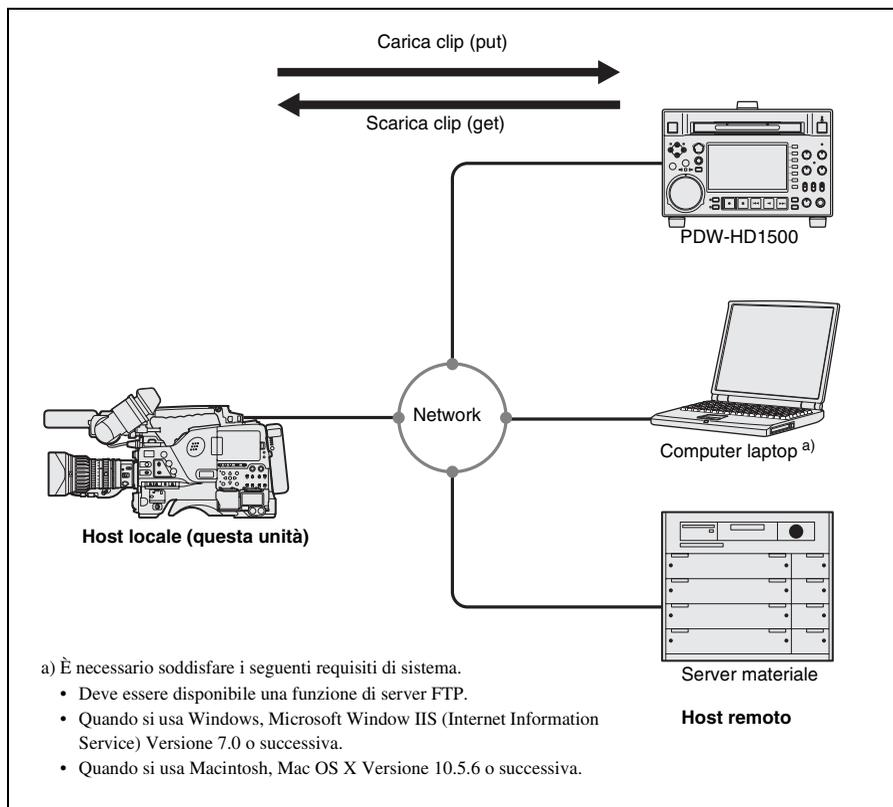 Carica clip (put)
Scarica clip (get)
PDW-HD1500
Network
Computer laptop a)
Host locale (questa unità)
Server materiale
Host remoto
a) È necessario soddisfare i seguenti requisiti di sistema.
• Deve essere disponibile una funzione di server FTP.
• Quando si usa Windows, Microsoft Window IIS (Internet Information
Service) Versione 7.0 o successiva.
• Quando si usa Macintosh, Mac OS X Versione 10.5.6 o successiva.